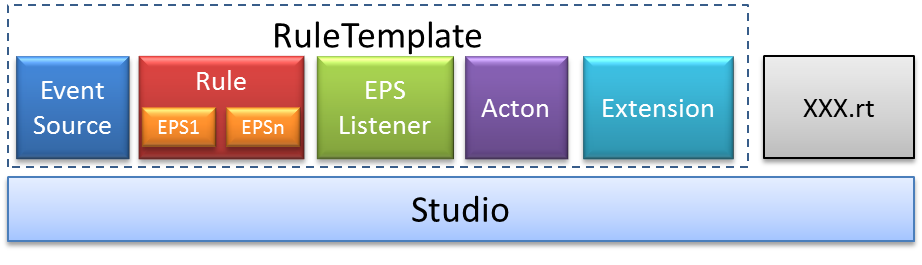 RuleTemplate
Event
Source
Rule
EPS1
EPSn
EPS
Listener
Acton
Extension
XXX.rt
Studio